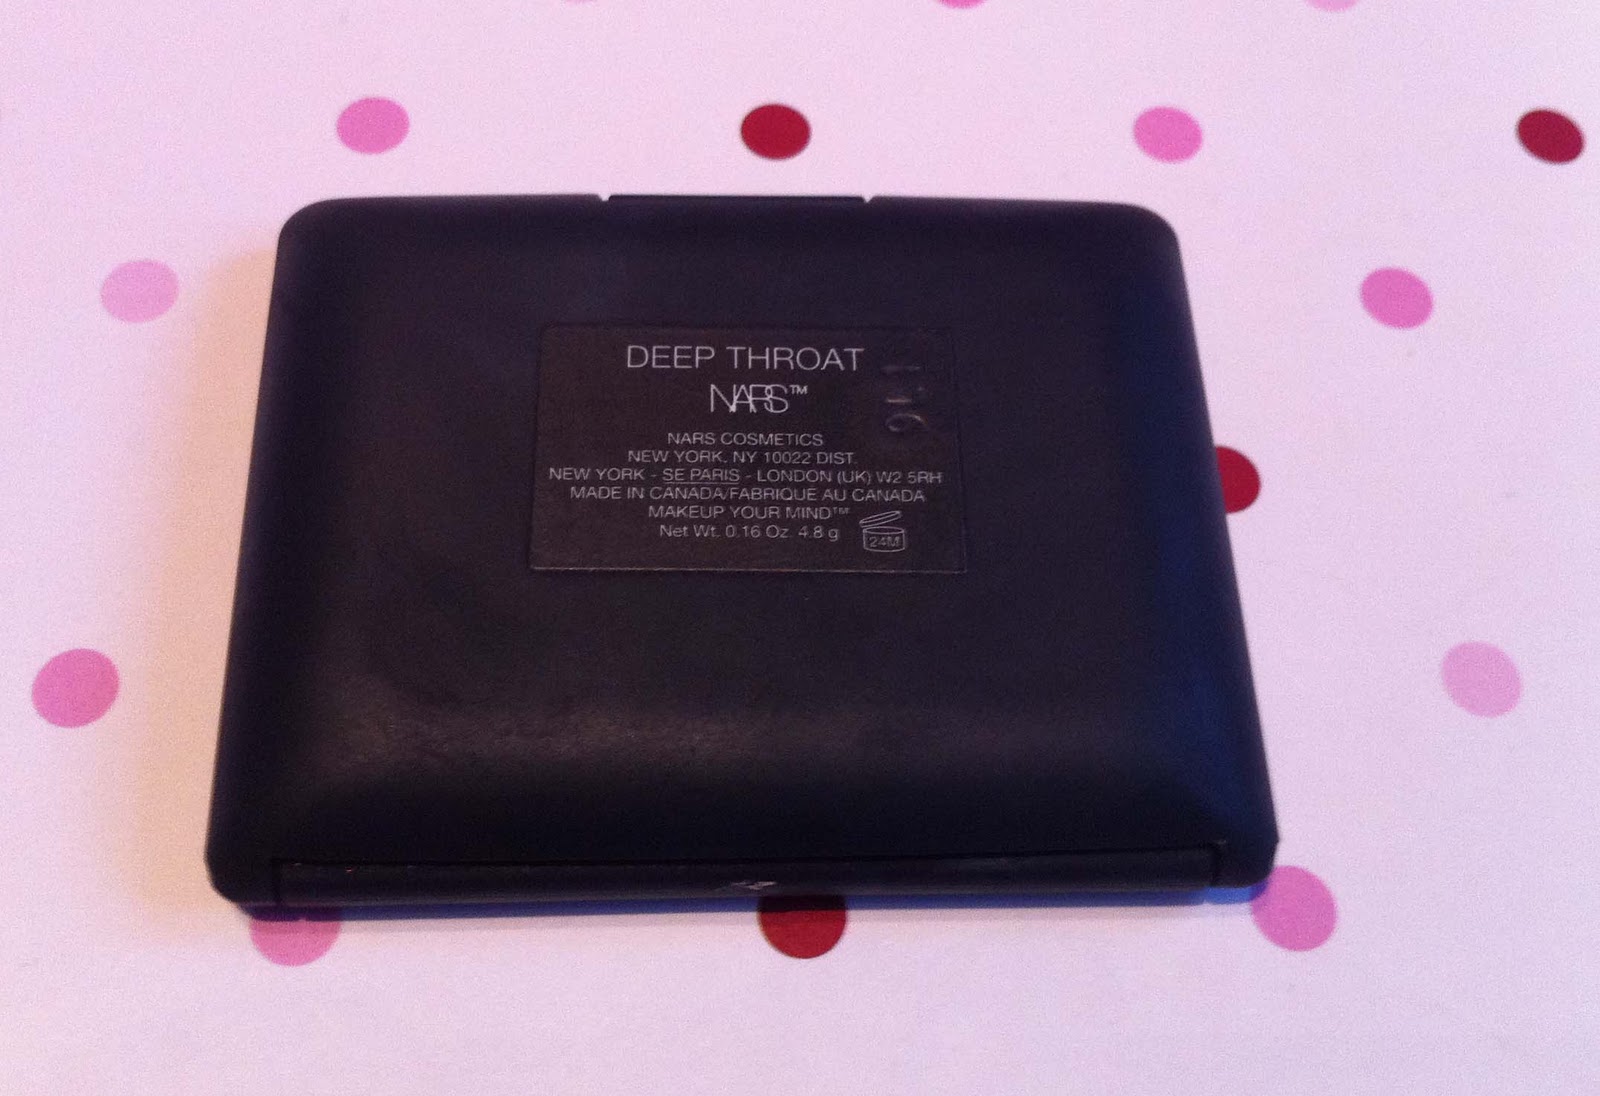 DEEP THROAT
NARS™
NARS COSMETICS
NEW YORK, NY 10022 DIST.
NEW YORK - SE PARIS - LONDON (UK) W2 5RH
MADE IN CANADA/FABRIQUE AU CANADA
MAKEUP YOUR MIND™
Net Wt. 0.16 Oz. 4.8 g
24M